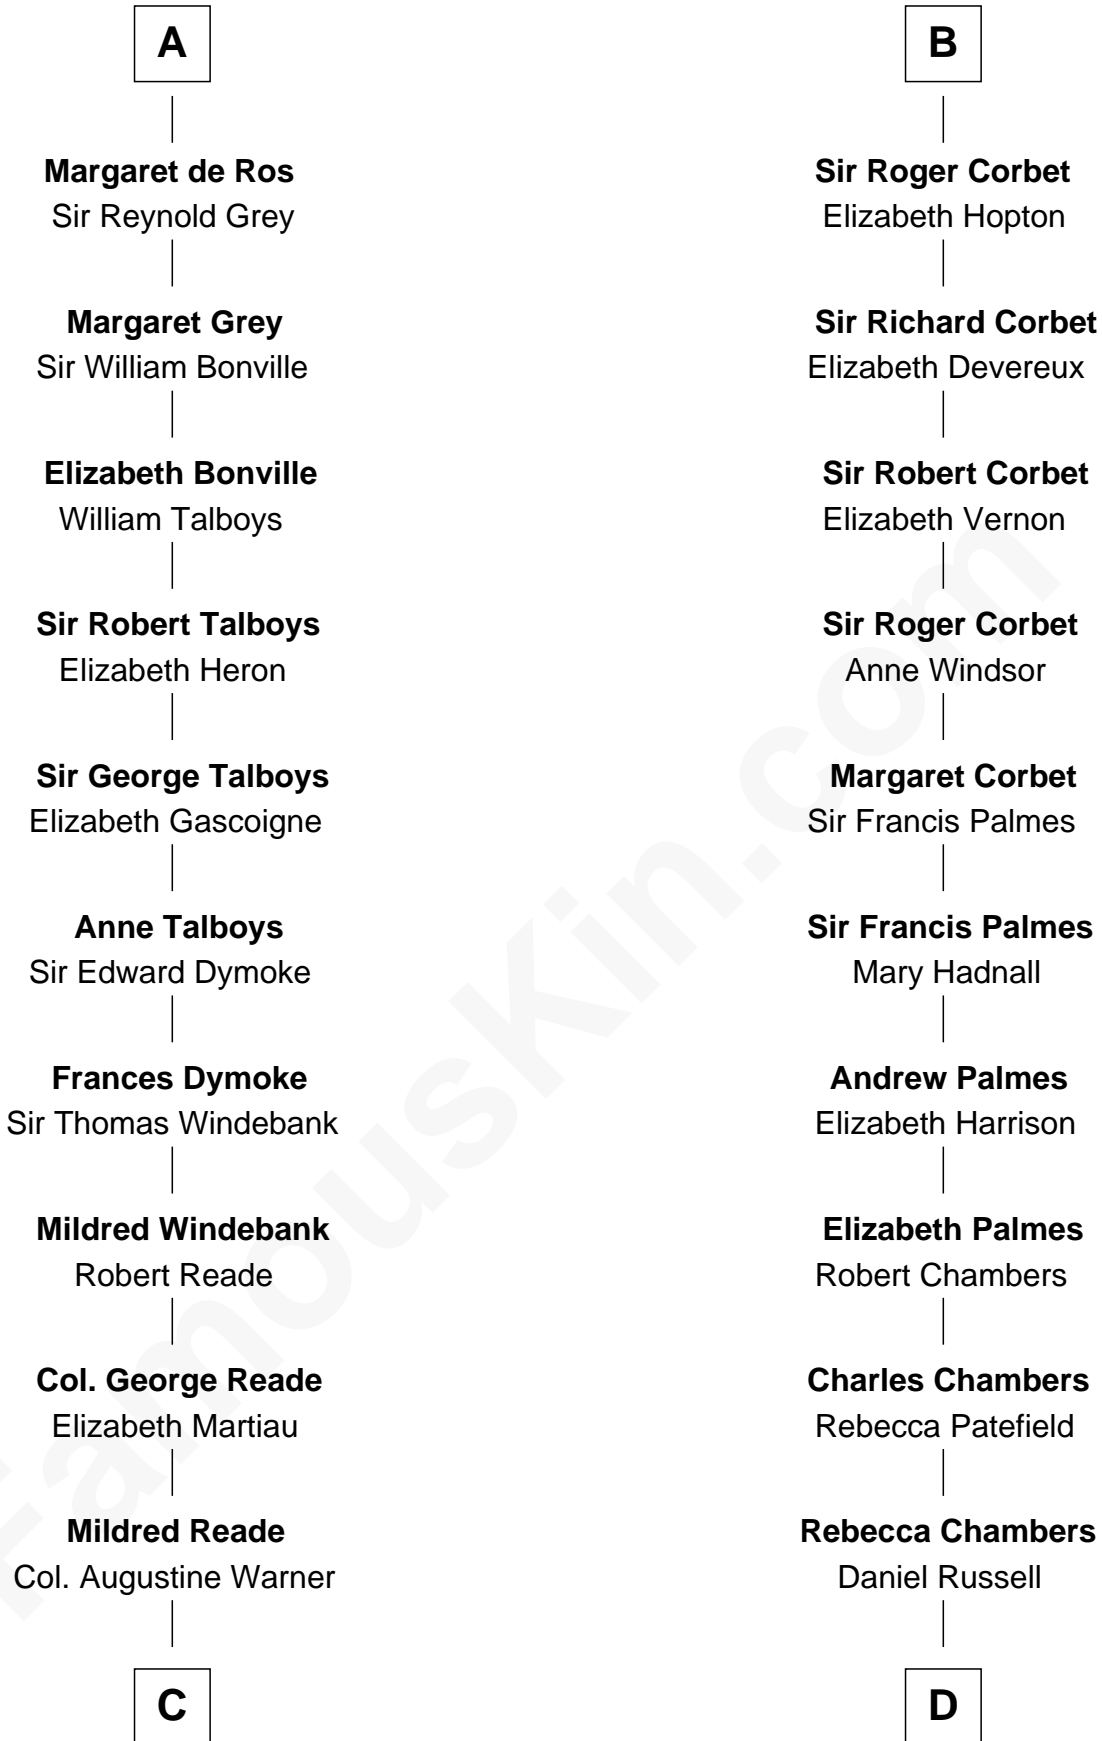 A
Margaret de Ros
Sir Reynold Grey
Margaret Grey
Sir William Bonville
Elizabeth Bonville
William Talboys
Sir Robert Talboys
Elizabeth Heron
Sir George Talboys
Elizabeth Gascoigne
Anne Talboys
Sir Edward Dymoke
Frances Dymoke
Sir Thomas Windebank
Mildred Windebank
Robert Reade
Col. George Reade
Elizabeth Martiau
Mildred Reade
Col. Augustine Warner
C
B
Sir Roger Corbet
Elizabeth Hopton
Sir Richard Corbet
Elizabeth Devereux
Sir Robert Corbet
Elizabeth Vernon
Sir Roger Corbet
Anne Windsor
Margaret Corbet
Sir Francis Palmes
Sir Francis Palmes
Mary Hadnall
Andrew Palmes
Elizabeth Harrison
Elizabeth Palmes
Robert Chambers
Charles Chambers
Rebecca Patefield
Rebecca Chambers
Daniel Russell
D
FamousKin.com